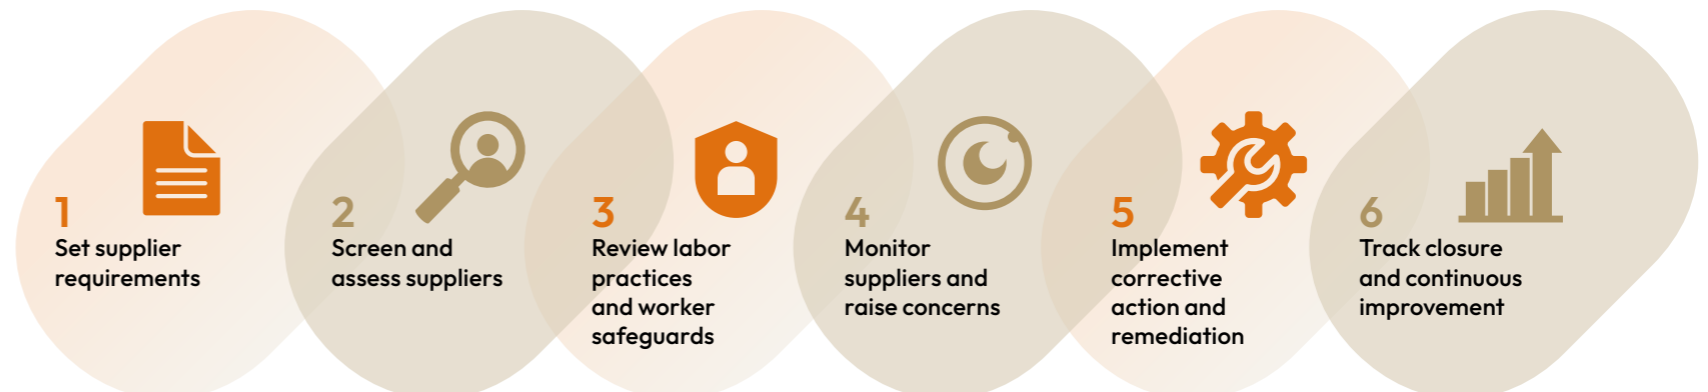 1
Set supplier
requirements
2
Screen and
assess suppliers
3
Review labor
practices
and worker
safeguards
4
Monitor
suppliers and
raise concerns
5
Implement
corrective
action and
remediation
6
Track closure
and continuous
improvement